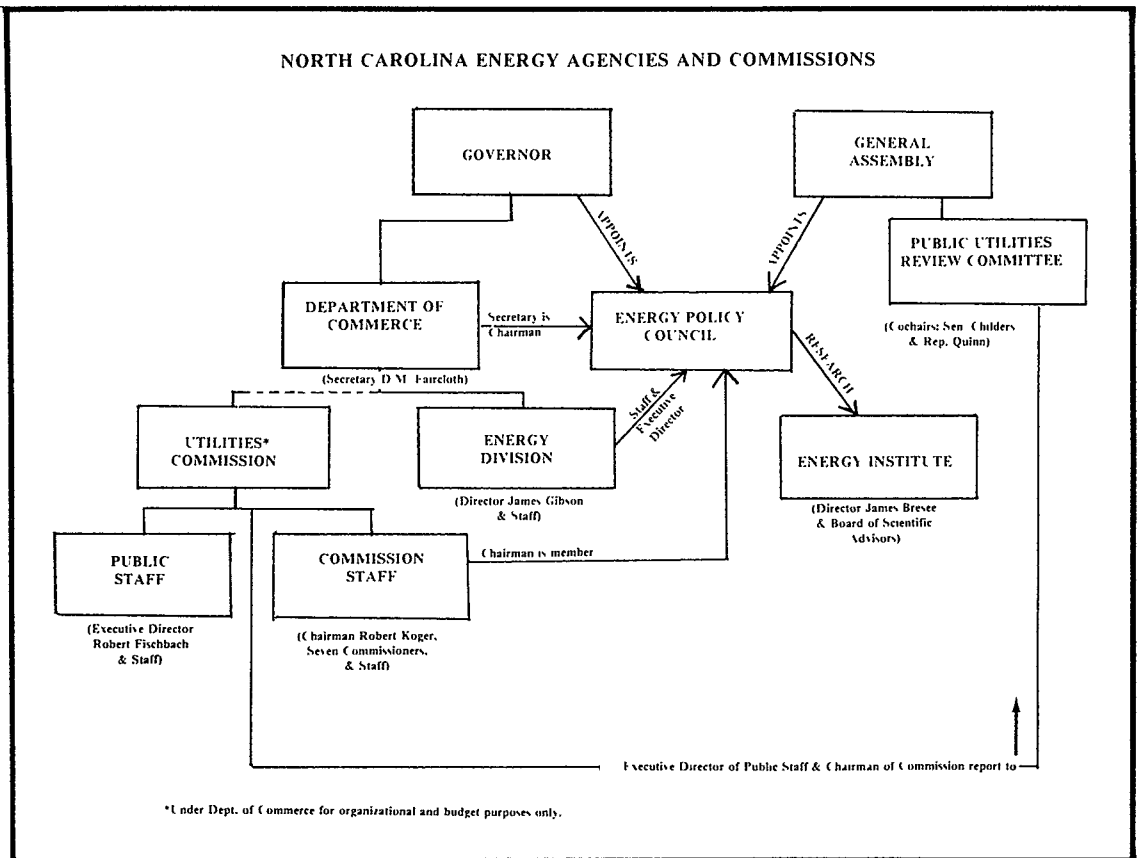 NORTH CAROLINA ENERGY AGENCIES AND COMMISSIONS
GOVERNOR
GENERAL
ASSEMBLY
APPOINTS
APPOINTS
PUBLIC UTILITIES
REVIEW COMMITTEE
(Cochairs: Sen. Childers
& Rep. Quinn)
DEPARTMENT OF
COMMERCE
(Secretary D.M. Faircloth)
Secretary is
Chairman
ENERGY POLICY
COUNCIL
RESEARCH
Staff &
Executive
Director
UTILITIES*
COMMISSION
ENERGY
DIVISION
(Director James Gibson
& Staff)
ENERGY INSTITUTE
(Director James Bresee
& Board of Scientific
Advisors)
PUBLIC
STAFF
(Executive Director
Robert Fischbach
& Staff)
COMMISSION
STAFF
(Chairman Robert Koger,
Seven Commissioners,
& Staff)
Chairman is member
Executive Director of Public Staff & Chairman of Commission report to
*Under Dept. of Commerce for organizational and budget purposes only.